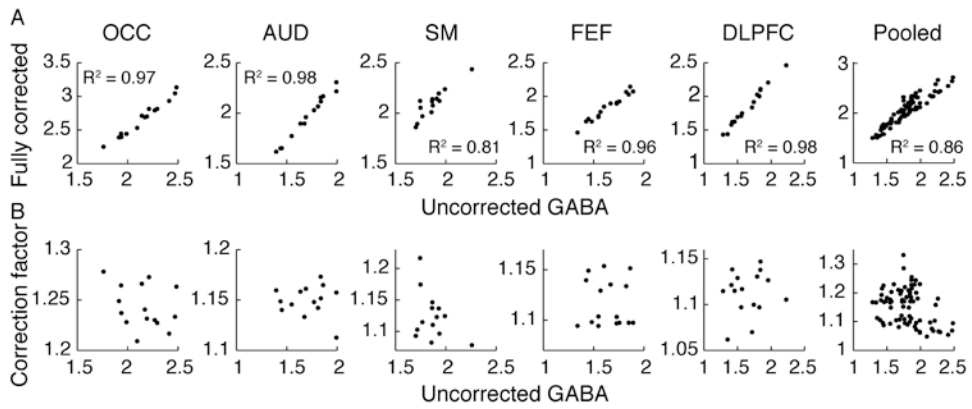 A
OCC AUD SM FEF DLPFC Pooled
Fully corrected
3.5 3 2.5 2
R² = 0.97
2.5 2 1.5
R² = 0.98
2.5 2 1.5
R² = 0.81
2.5 2 1.5 1
R² = 0.96
2.5 2 1.5 1
R² = 0.98
3 2 1
R² = 0.86
1.5 2 2.5
1 1.5 2
1 1.5 2 2.5
1 1.5 2
1 1.5 2 2.5
1 1.5 2 2.5
Uncorrected GABA
B
Correction factor
1.3 1.25 1.2
1.2 1.15 1.1
1.2 1.1
1.15 1.1
1.15 1.1 1.05
1.3 1.2 1.1 1
1.5 2 2.5
1 1.5 2
1 1.5 2 2.5
1 1.5 2
1 1.5 2 2.5
1 1.5 2 2.5
Uncorrected GABA